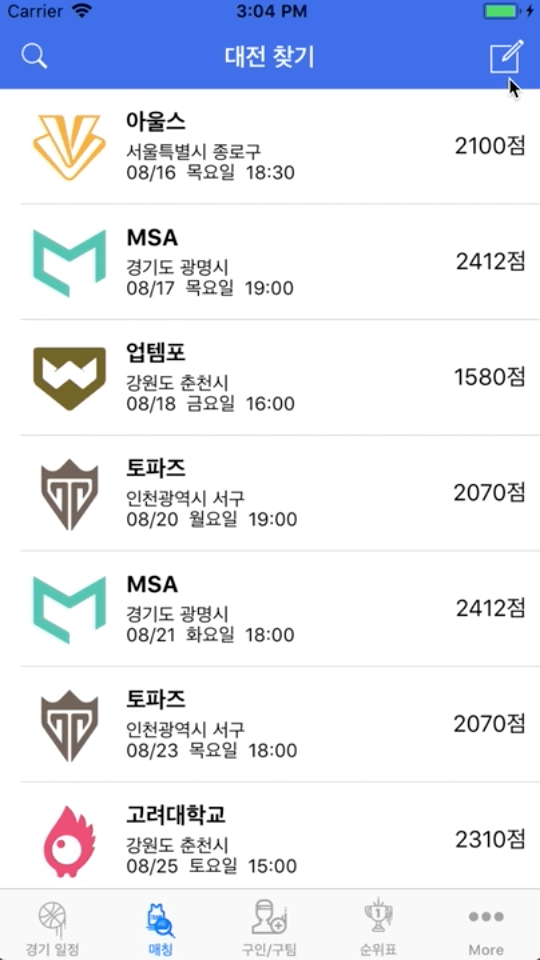 Carrier 3:04 PM
대전 찾기
아울스
서울특별시 종로구
08/16 목요일 18:30
2100점
MSA
경기도 광명시
08/17 목요일 19:00
2412점
업템포
강원도 춘천시
08/18 금요일 16:00
1580점
토파즈
인천광역시 서구
08/20 월요일 19:00
2070점
MSA
경기도 광명시
08/21 화요일 18:00
2412점
토파즈
인천광역시 서구
08/23 목요일 18:00
2070점
고려대학교
강원도 춘천시
08/25 토요일 15:00
2310점
경기 일정 매칭 구인/구팀 순위표 More